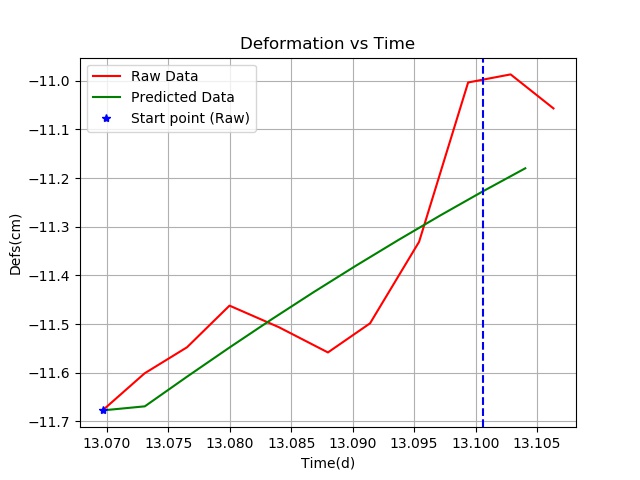 Deformation vs Time
Raw Data
Predicted Data
Start point (Raw)
−11.0
−11.1
−11.2
−11.3
−11.4
−11.5
−11.6
−11.7
Defs(cm)
13.070 13.075 13.080 13.085 13.090 13.095 13.100 13.105
Time(d)